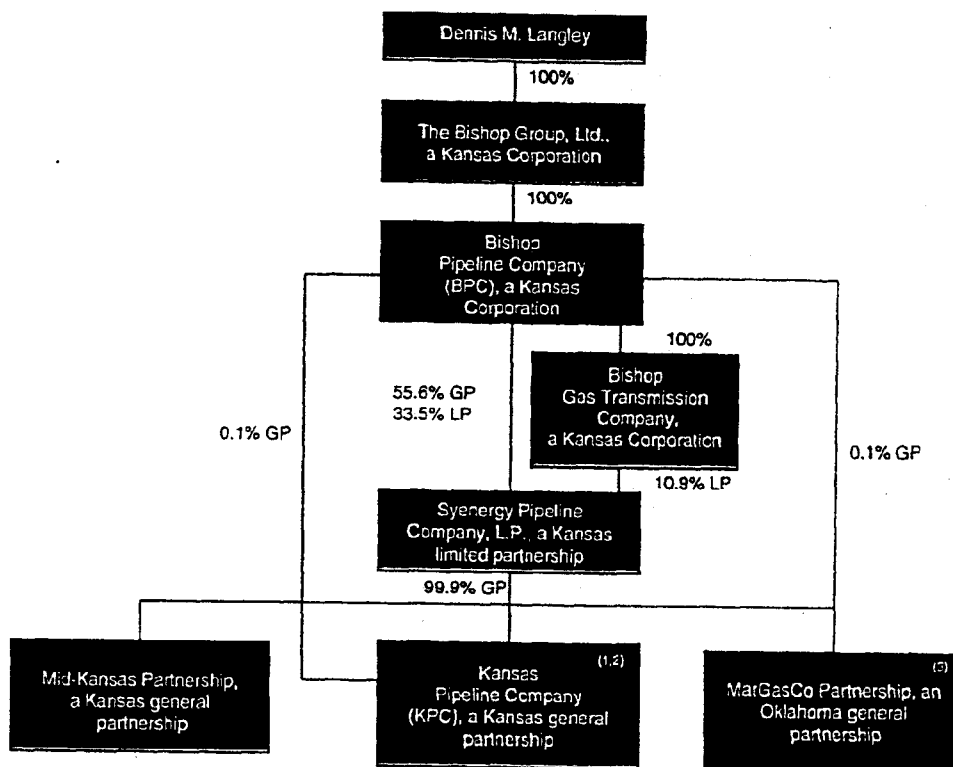 Dennis M. Langley
100%
The Bishop Group, Ltd.,
a Kansas Corporation
100%
Bishop
Pipeline Company
(BPC), a Kansas
Corporation
100%
Bishop
Gas Transmission
Company,
a Kansas Corporation
55.6% GP
33.5% LP
0.1% GP
0.1% GP
10.9% LP
Syenergy Pipeline
Company, L.P., a Kansas
limited partnership
99.9% GP
Mid-Kansas Partnership,
a Kansas general
partnership
(1,2)
Kansas
Pipeline Company
(KPC), a Kansas general
partnership
MarGasCo Partnership, an
Oklahoma general
partnership